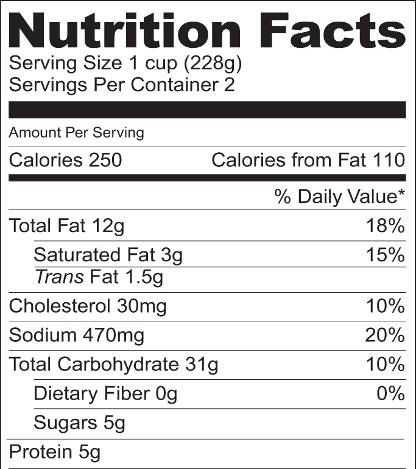 Nutrition Facts
Serving Size 1 cup (228g)
Servings Per Container 2
Amount Per Serving
Calories 250 Calories from Fat 110
% Daily Value*
Total Fat 12g 18%
Saturated Fat 3g 15%
Trans Fat 1.5g
Cholesterol 30mg 10%
Sodium 470mg 20%
Total Carbohydrate 31g 10%
Dietary Fiber 0g 0%
Sugars 5g
Protein 5g